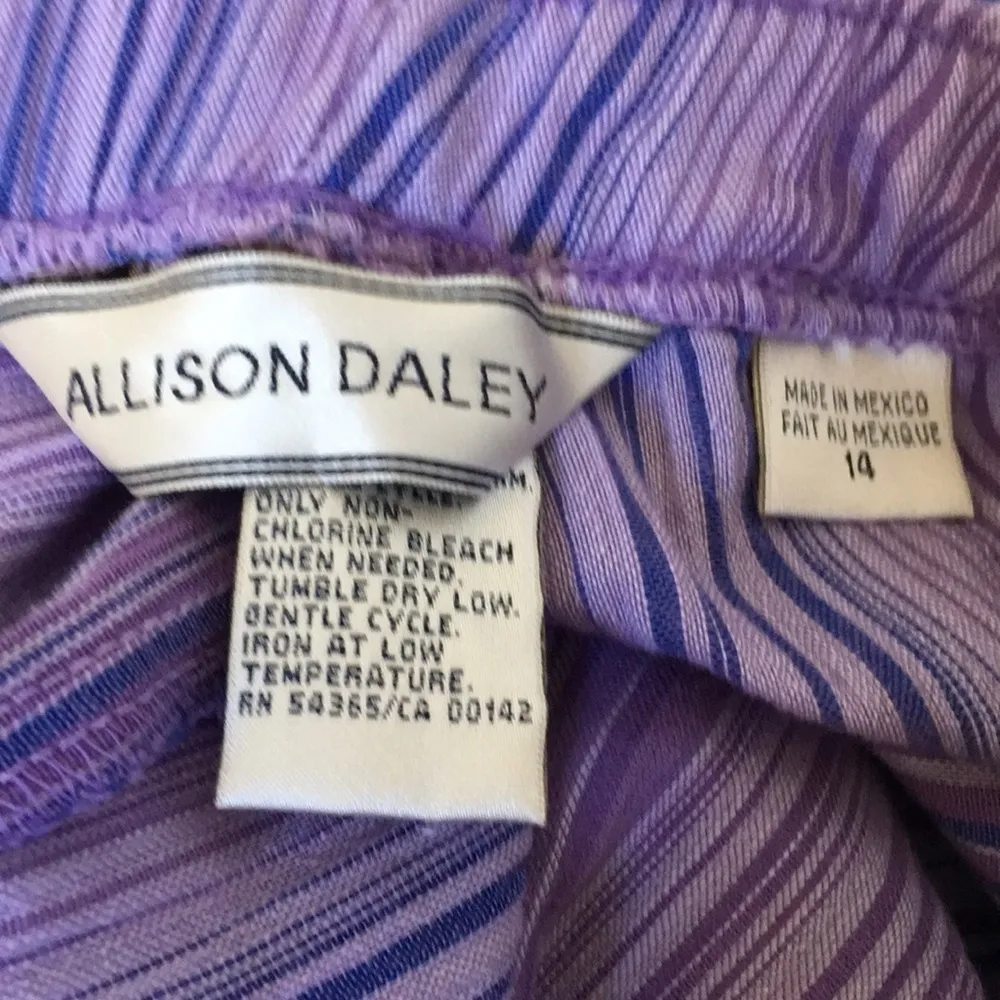 ALLISON DALEY
MADE IN MEXICO
FAIT AU MEXIQUE
14
ONLY NON-
CHLORINE BLEACH
WHEN NEEDED.
TUMBLE DRY LOW.
GENTLE CYCLE.
IRON AT LOW
TEMPERATURE.
RN 54365/CA 00142